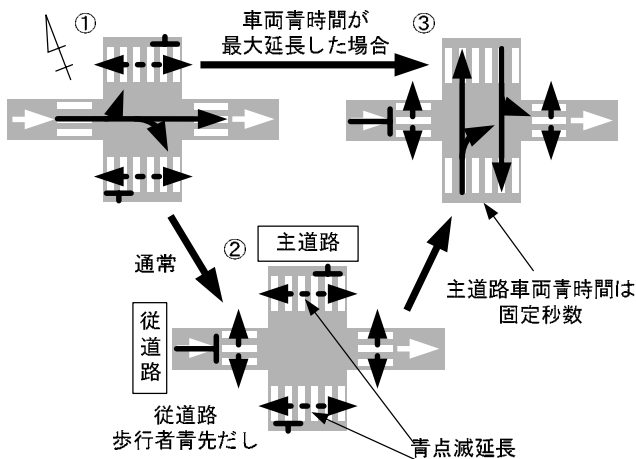 ①
車両青時間が
最大延長した場合
③
通常
②
主道路
主道路車両青時間は
固定秒数
従道路
従道路
歩行者青先だし
青点滅延長